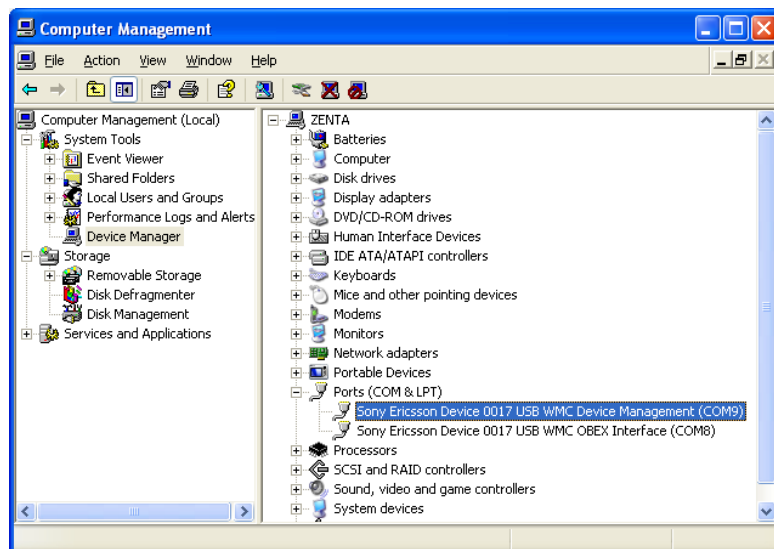 Computer Management
File Action View Window Help
Computer Management (Local)
System Tools
Event Viewer
Shared Folders
Local Users and Groups
Performance Logs and Alerts
Device Manager
Storage
Removable Storage
Disk Defragmenter
Disk Management
Services and Applications
ZENTA
Batteries
Computer
Disk drives
Display adapters
DVD/CD-ROM drives
Human Interface Devices
IDE ATA/ATAPI controllers
Keyboards
Mice and other pointing devices
Modems
Monitors
Network adapters
Portable Devices
Ports (COM & LPT)
Sony Ericsson Device 0017 USB WMC Device Management (COM9)
Sony Ericsson Device 0017 USB WMC OBEX Interface (COM8)
Processors
SCSI and RAID controllers
Sound, video and game controllers
System devices